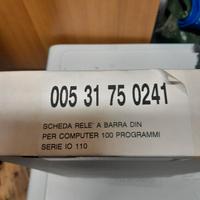 005 31 75 0241
SCHEDA RELE' A BARRA DIN
PER COMPUTER 100 PROGRAMMI
SERIE IO 110